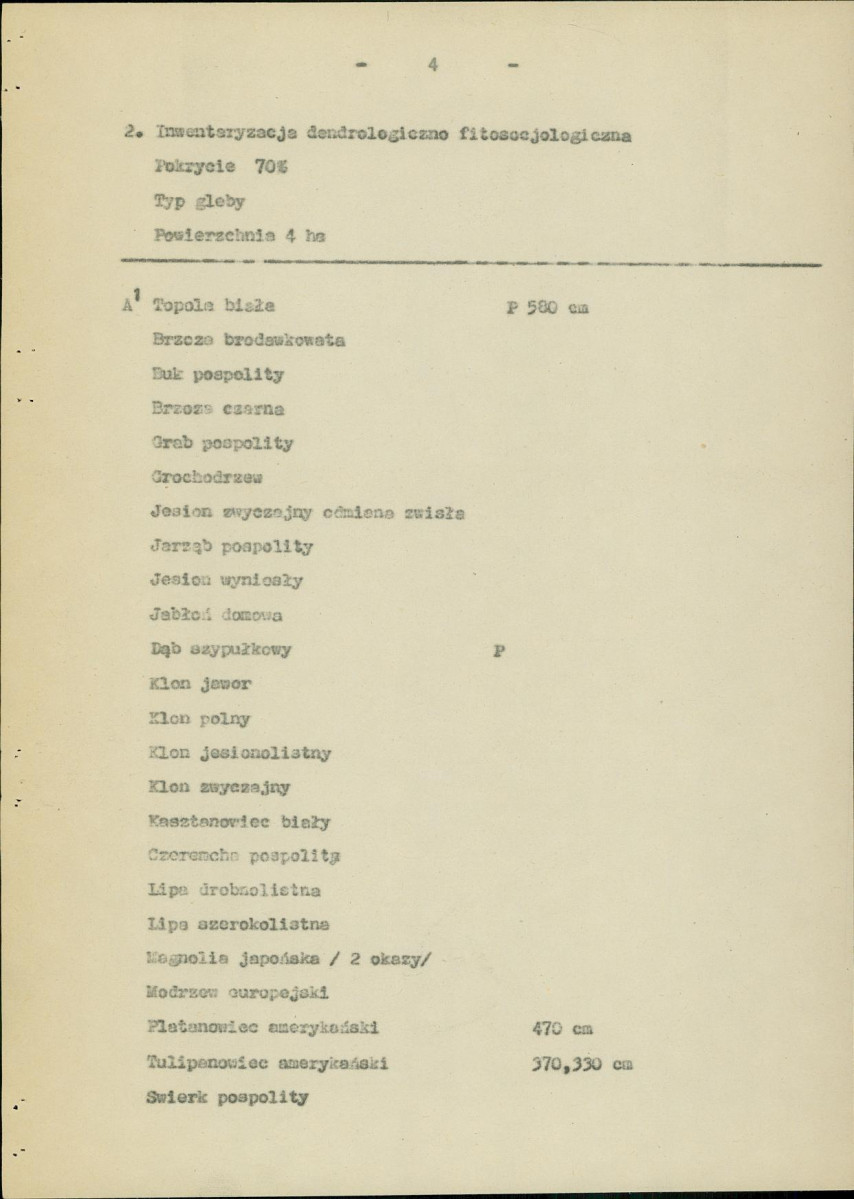 - 4 -
2. Inwentaryzacja dendrologiczno fitosocjologiczna
Pokrycie 70%
Typ gleby
Powierzchnia 4 ha
A1 Topola biała P 580 cm
Brzoza brodawkowata
Buk pospolity
Brzoza czarna
Grab pospolity
Grochodrzew
Jesion zwyczajny odmiana zwisła
Jarząb pospolity
Jesion wyniosły
Jabłoń domowa
Dąb szypułkowy P
Klon jawor
Klon polny
Klon jesionolistny
Klon zwyczajny
Kasztanowiec biały
Czeremcha pospolita
Lipa drobnolistna
Lipa szerokolistna
Magnolia japońska / 2 okazy/
Modrzew europejski
Platanowiec amerykański 470 cm
Tulipanowiec amerykański 370,330 cm
Swierk pospolity